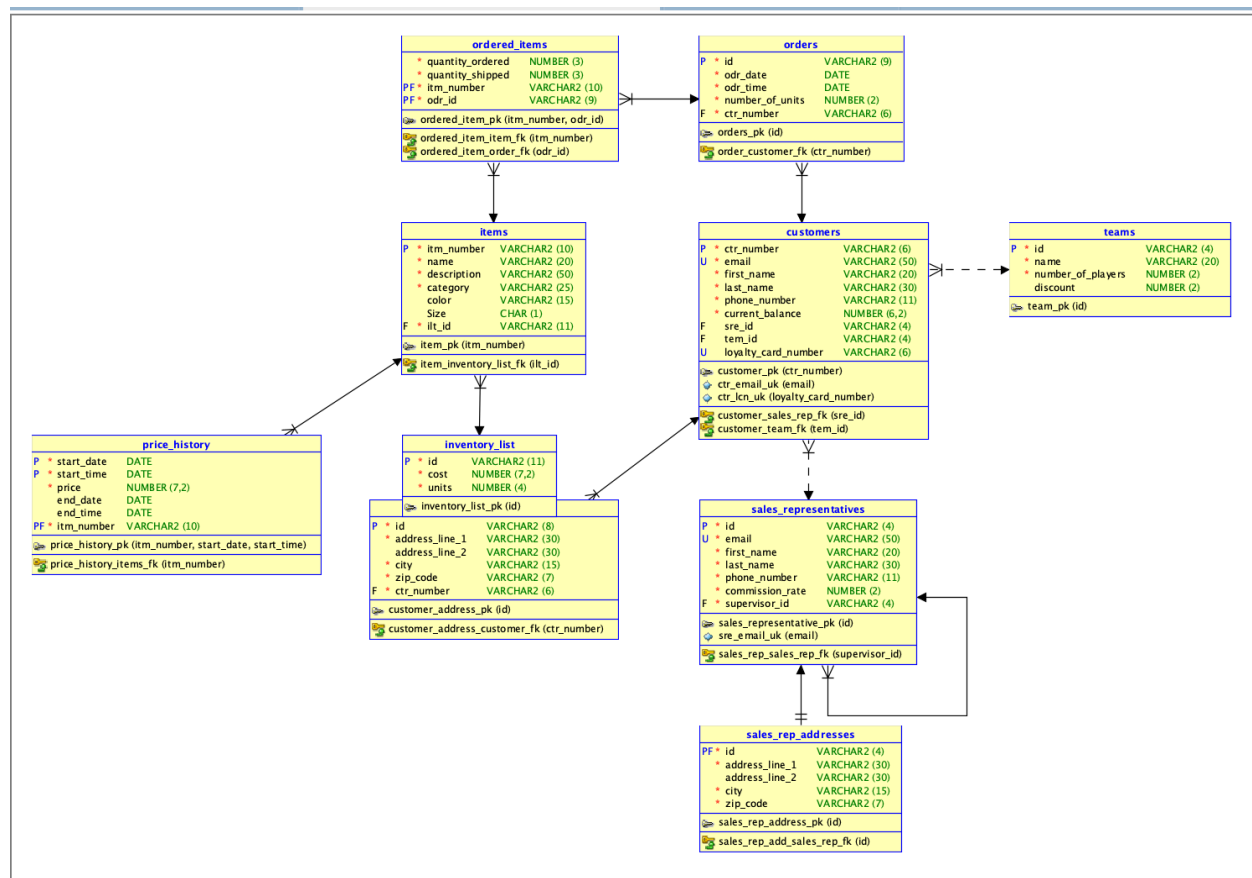 ordered_items
* quantity_ordered NUMBER (3)
* quantity_shipped NUMBER (3)
PF * itm_number VARCHAR2 (10)
PF * odr_id VARCHAR2 (9)
ordered_item_pk (itm_number, odr_id)
ordered_item_item_fk (itm_number)
ordered_item_order_fk (odr_id)
orders
P * id VARCHAR2 (9)
* odr_date DATE
* odr_time DATE
* number_of_units NUMBER (2)
F * ctr_number VARCHAR2 (6)
orders_pk (id)
order_customer_fk (ctr_number)
items
P * itm_number VARCHAR2 (10)
* name VARCHAR2 (20)
* description VARCHAR2 (50)
* category VARCHAR2 (25)
color VARCHAR2 (15)
Size CHAR (1)
F * ilt_id VARCHAR2 (11)
item_pk (itm_number)
item_inventory_list_fk (ilt_id)
customers
P * ctr_number VARCHAR2 (6)
U * email VARCHAR2 (50)
* first_name VARCHAR2 (20)
* last_name VARCHAR2 (30)
* phone_number VARCHAR2 (11)
* current_balance NUMBER (6,2)
F sre_id VARCHAR2 (4)
F tem_id VARCHAR2 (4)
U loyalty_card_number VARCHAR2 (6)
customer_pk (ctr_number)
ctr_email_uk (email)
ctr_lcn_uk (loyalty_card_number)
customer_sales_rep_fk (sre_id)
customer_team_fk (tem_id)
teams
P * id VARCHAR2 (4)
* name VARCHAR2 (20)
* number_of_players NUMBER (2)
discount NUMBER (2)
team_pk (id)
price_history
P * start_date DATE
P * start_time DATE
* price NUMBER (7,2)
end_date DATE
end_time DATE
PF * itm_number VARCHAR2 (10)
price_history_pk (itm_number, start_date, start_time)
price_history_items_fk (itm_number)
inventory_list
P * id VARCHAR2 (11)
* cost NUMBER (7,2)
* units NUMBER (4)
inventory_list_pk (id)
P * id VARCHAR2 (8)
* address_line_1 VARCHAR2 (30)
address_line_2 VARCHAR2 (30)
* city VARCHAR2 (15)
* zip_code VARCHAR2 (7)
F * ctr_number VARCHAR2 (6)
customer_address_pk (id)
customer_address_customer_fk (ctr_number)
sales_representatives
P * id VARCHAR2 (4)
U * email VARCHAR2 (50)
* first_name VARCHAR2 (20)
* last_name VARCHAR2 (30)
* phone_number VARCHAR2 (11)
* commission_rate NUMBER (2)
F * supervisor_id VARCHAR2 (4)
sales_representative_pk (id)
sre_email_uk (email)
sales_rep_sales_rep_fk (supervisor_id)
sales_rep_addresses
PF * id VARCHAR2 (4)
* address_line_1 VARCHAR2 (30)
address_line_2 VARCHAR2 (30)
* city VARCHAR2 (15)
* zip_code VARCHAR2 (7)
sales_rep_address_pk (id)
sales_rep_add_sales_rep_fk (id)